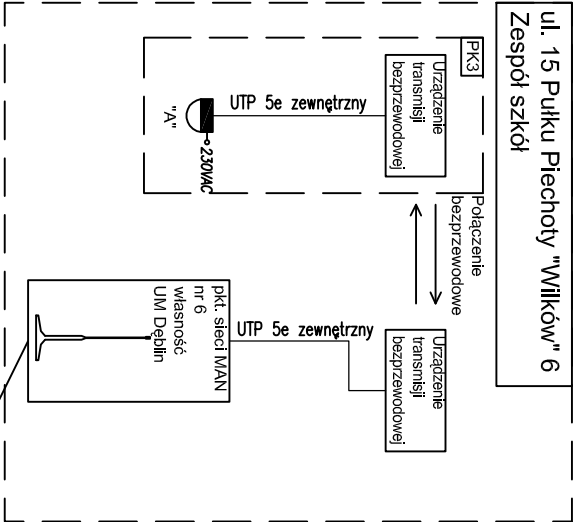 ul. 15 Pułku Piechoty "Wilków" 6
Zespół szkół
PK3
Urządzenie
transmisji
bezprzewodowej
UTP 5e zewnętrzny
"A"
230VAC
Połączenie
bezprzewodowe
Urządzenie
transmisji
bezprzewodowej
UTP 5e zewnętrzny
pkt. sieci MAN
nr 6
własność
UM Dęblin